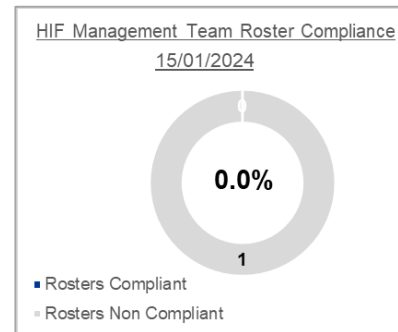 HIF Management Team Roster Compliance
15/01/2024
0
0.0%
1
Rosters Compliant
Rosters Non Compliant